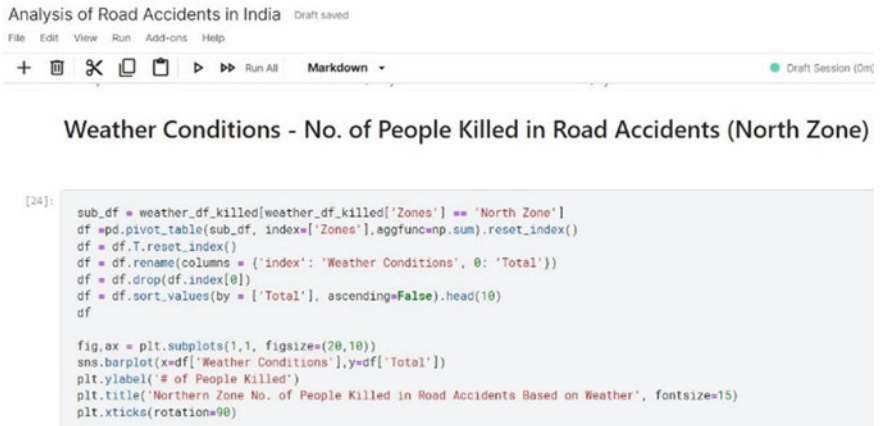 Analysis of Road Accidents in India Draft saved
File Edit View Run Add-ons Help
Run All Markdown Draft Session (0m)
Weather Conditions - No. of People Killed in Road Accidents (North Zone)
[24]:
sub_df = weather_df_killed[weather_df_killed['Zones'] == 'North Zone']
df =pd.pivot_table(sub_df, index=['Zones'],aggfunc=np.sum).reset_index()
df = df.T.reset_index()
df = df.rename(columns = {'index': 'Weather Conditions', 0: 'Total'})
df = df.drop(df.index[0])
df = df.sort_values(by = ['Total'], ascending=False).head(10)
df
fig,ax = plt.subplots(1,1, figsize=(20,10))
sns.barplot(x=df['Weather Conditions'],y=df['Total'])
plt.ylabel('# of People Killed')
plt.title('Northern Zone No. of People Killed in Road Accidents Based on Weather', fontsize=15)
plt.xticks(rotation=90)